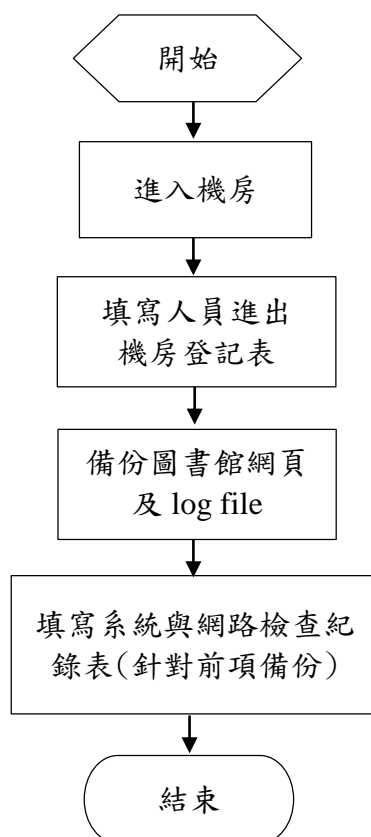 開始
進入機房
填寫人員進出
機房登記表
備份圖書館網頁
及 log file
填寫系統與網路檢查紀
錄表(針對前項備份)
結束